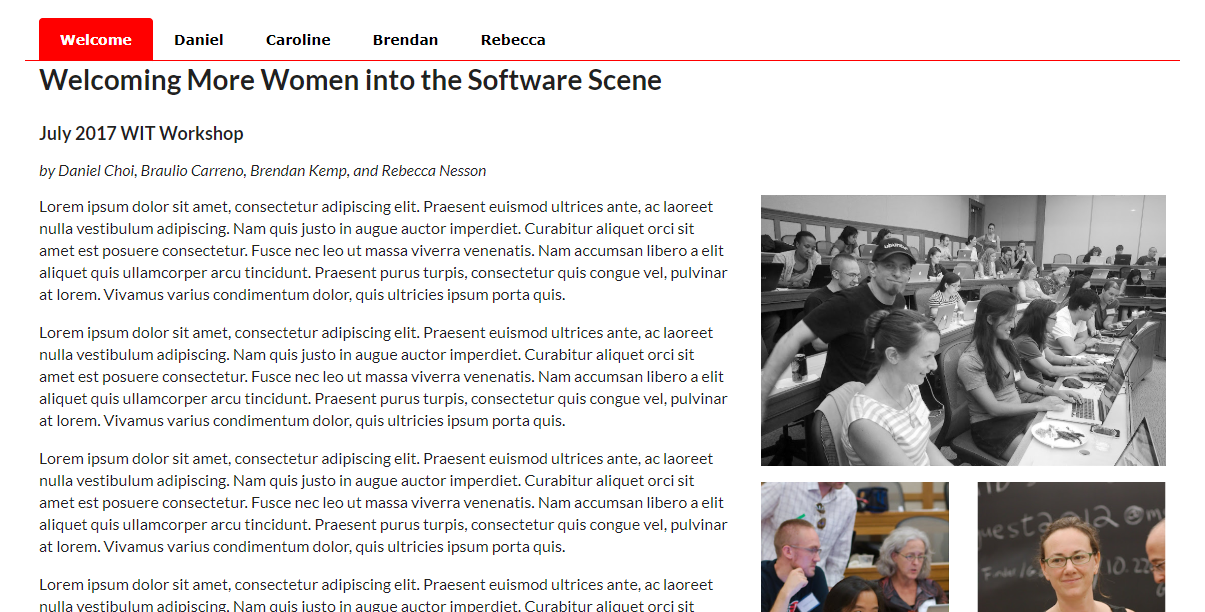 Welcome Daniel Caroline Brendan Rebecca
Welcoming More Women into the Software Scene
July 2017 WIT Workshop
by Daniel Choi, Braulio Carreno, Brendan Kemp, and Rebecca Nesson
Lorem ipsum dolor sit amet, consectetur adipiscing elit. Praesent euismod ultrices ante, ac laoreet
nulla vestibulum adipiscing. Nam quis justo in augue auctor imperdiet. Curabitur aliquet orci sit
amet est posuere consectetur. Fusce nec leo ut massa viverra venenatis. Nam accumsan libero a elit
aliquet quis ullamcorper arcu tincidunt. Praesent purus turpis, consectetur quis congue vel, pulvinar
at lorem. Vivamus varius condimentum dolor, quis ultricies ipsum porta quis.
Lorem ipsum dolor sit amet, consectetur adipiscing elit. Praesent euismod ultrices ante, ac laoreet
nulla vestibulum adipiscing. Nam quis justo in augue auctor imperdiet. Curabitur aliquet orci sit
amet est posuere consectetur. Fusce nec leo ut massa viverra venenatis. Nam accumsan libero a elit
aliquet quis ullamcorper arcu tincidunt. Praesent purus turpis, consectetur quis congue vel, pulvinar
at lorem. Vivamus varius condimentum dolor, quis ultricies ipsum porta quis.
Lorem ipsum dolor sit amet, consectetur adipiscing elit. Praesent euismod ultrices ante, ac laoreet
nulla vestibulum adipiscing. Nam quis justo in augue auctor imperdiet. Curabitur aliquet orci sit
amet est posuere consectetur. Fusce nec leo ut massa viverra venenatis. Nam accumsan libero a elit
aliquet quis ullamcorper arcu tincidunt. Praesent purus turpis, consectetur quis congue vel, pulvinar
at lorem. Vivamus varius condimentum dolor, quis ultricies ipsum porta quis.
Lorem ipsum dolor sit amet, consectetur adipiscing elit. Praesent euismod ultrices ante, ac laoreet
nulla vestibulum adipiscing. Nam quis justo in augue auctor imperdiet. Curabitur aliquet orci sit
ubuntu
10.22